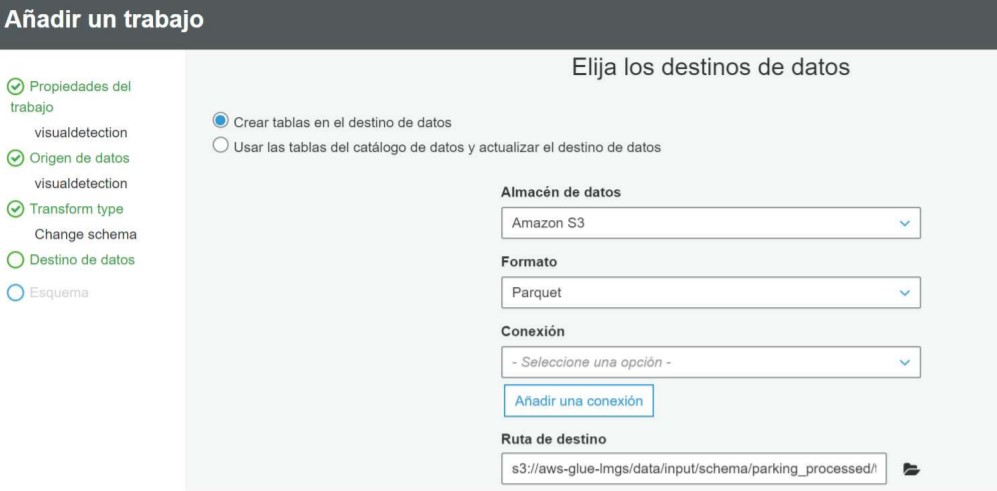 Añadir un trabajo
Propiedades del
trabajo
visualdetection
Origen de datos
visualdetection
Transform type
Change schema
Destino de datos
Esquema
Elija los destinos de datos
Crear tablas en el destino de datos
Usar las tablas del catálogo de datos y actualizar el destino de datos
Almacén de datos
Amazon S3
Formato
Parquet
Conexión
- Seleccione una opción -
Añadir una conexión
Ruta de destino
s3://aws-glue-lmgs/data/input/schema/parking_processed/